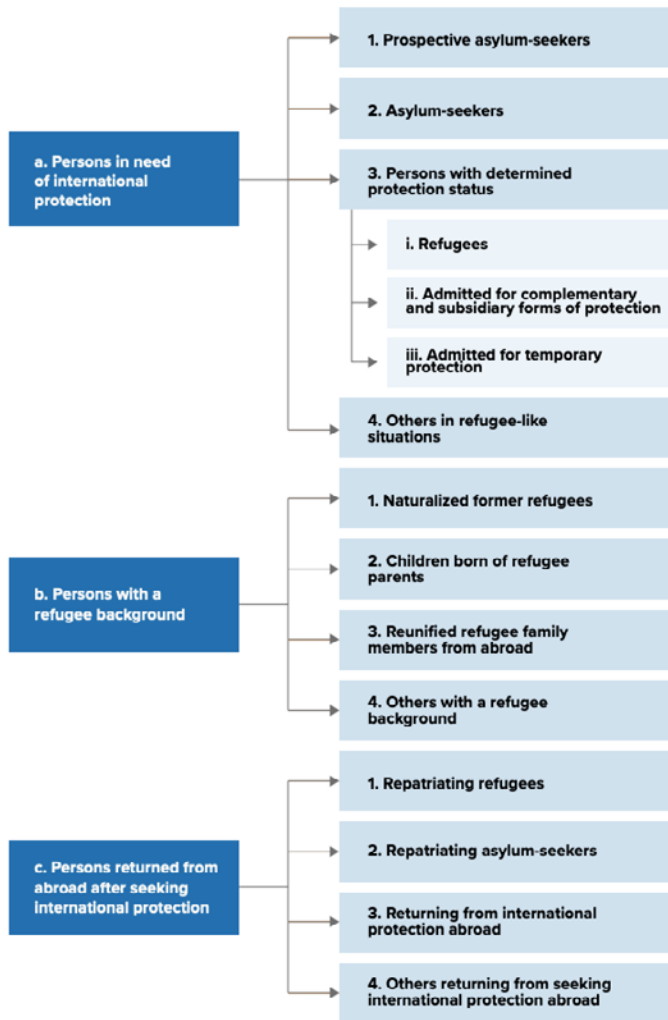 a. Persons in need
of international
protection
1. Prospective asylum-seekers
2. Asylum-seekers
3. Persons with determined
protection status
i. Refugees
ii. Admitted for complementary
and subsidiary forms of protection
iii. Admitted for temporary
protection
4. Others in refugee-like
situations
b. Persons with a
refugee background
1. Naturalized former refugees
2. Children born of refugee
parents
3. Reunified refugee family
members from abroad
4. Others with a refugee
background
c. Persons returned from
abroad after seeking
international protection
1. Repatriating refugees
2. Repatriating asylum-seekers
3. Returning from international
protection abroad
4. Others returning from seeking
international protection abroad